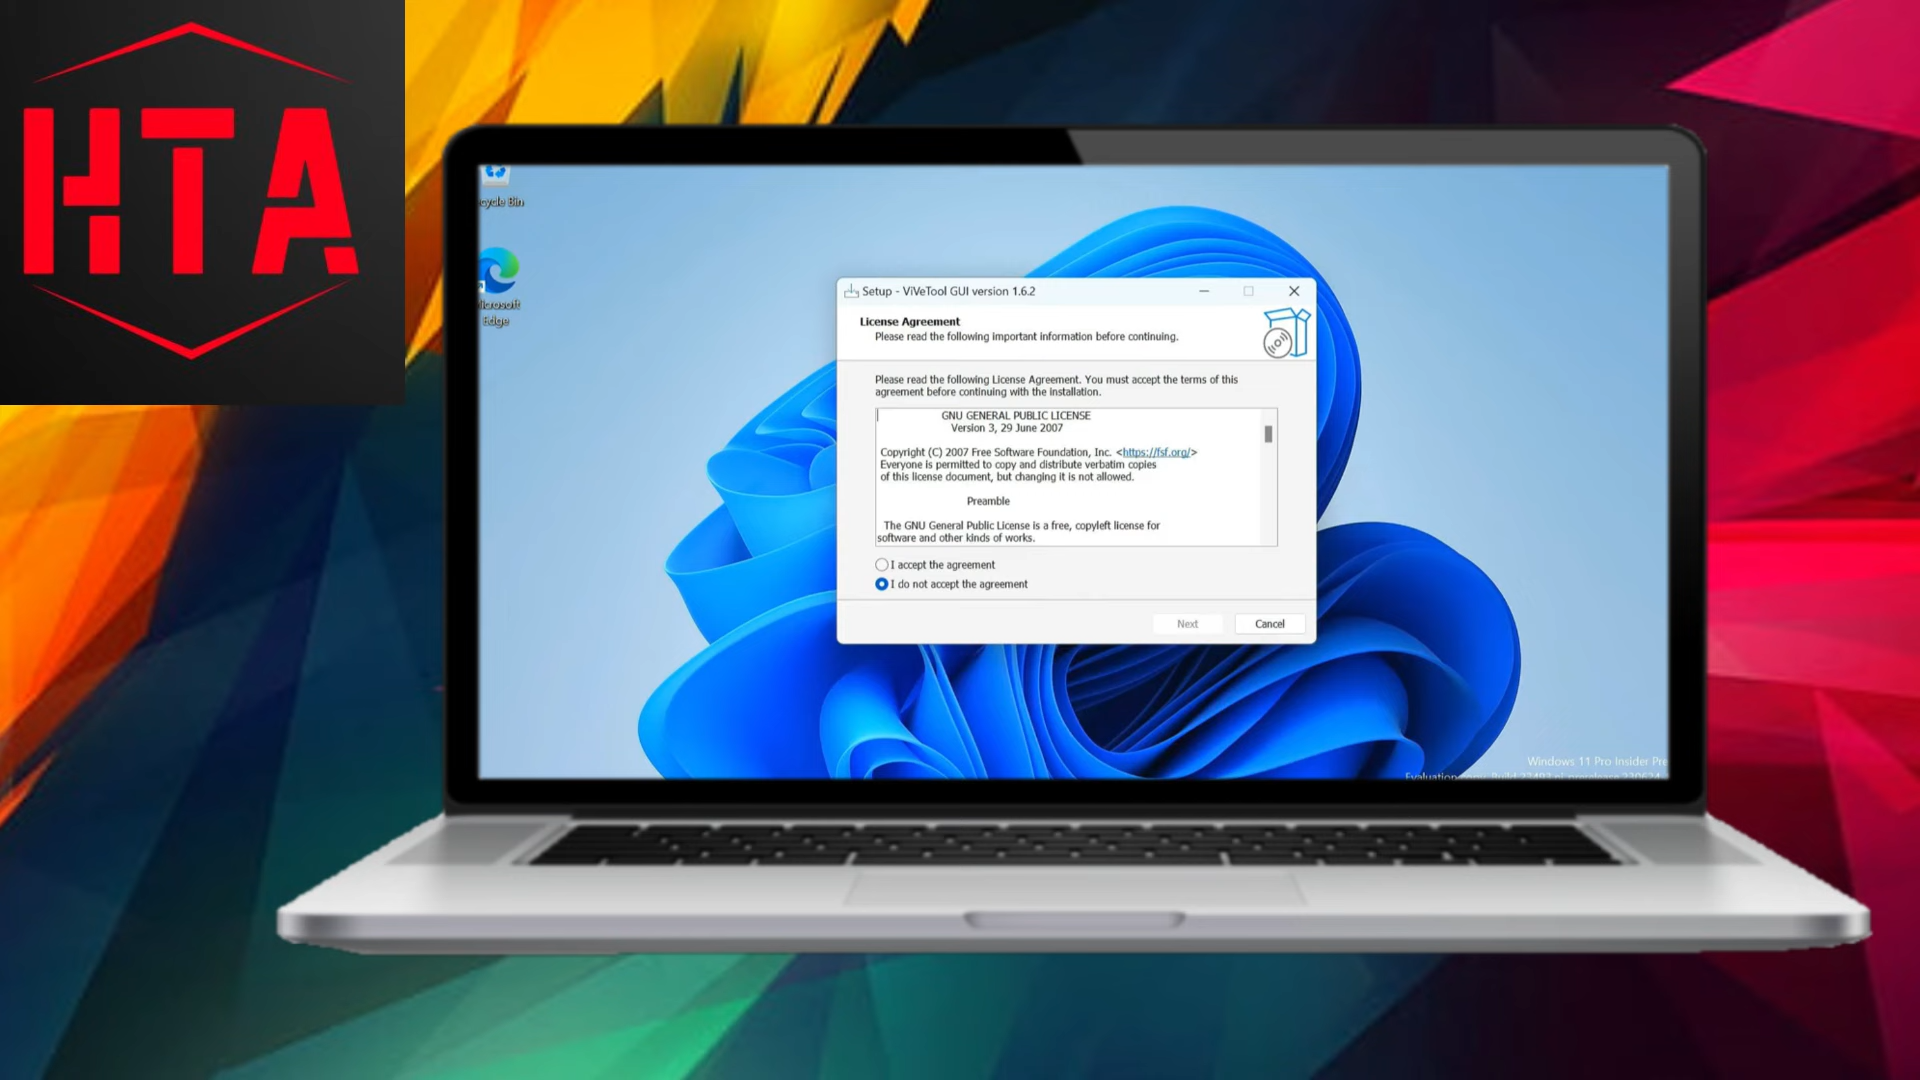 HTA
cycle Bin
Microsoft
Edge
Setup - ViVeTool GUI version 1.6.2
License Agreement
Please read the following important information before continuing.
Please read the following License Agreement. You must accept the terms of this
agreement before continuing with the installation.
GNU GENERAL PUBLIC LICENSE
Version 3, 29 June 2007
Copyright (C) 2007 Free Software Foundation, Inc. <https://fsf.org/>
Everyone is permitted to copy and distribute verbatim copies
of this license document, but changing it is not allowed.
Preamble
The GNU General Public License is a free, copyleft license for
software and other kinds of works.
I accept the agreement
I do not accept the agreement
Next
Cancel
Windows 11 Pro Insider Pre
Evaluation copy. Build